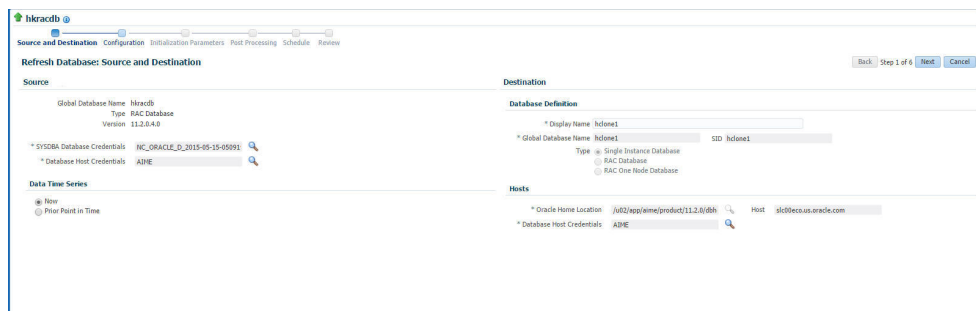 hkracdb
Source and Destination Configuration Initialization Parameters Post Processing Schedule Review
Refresh Database: Source and Destination
Back Step 1 of 6 Next Cancel
Source
Global Database Name hkracdb
Type RAC Database
Version 11.2.0.4.0
* SYSDBA Database Credentials NC_ORACLE_D_2015-05-15-05091
* Database Host Credentials AIME
Data Time Series
Now
Prior Point in Time
Destination
Database Definition
* Display Name hclone1
* Global Database Name hclone1 SID hclone1
Type Single Instance Database
RAC Database
RAC One Node Database
Hosts
* Oracle Home Location /u02/app/aime/product/11.2.0/dbh Host slc00eco.us.oracle.com
* Database Host Credentials AIME